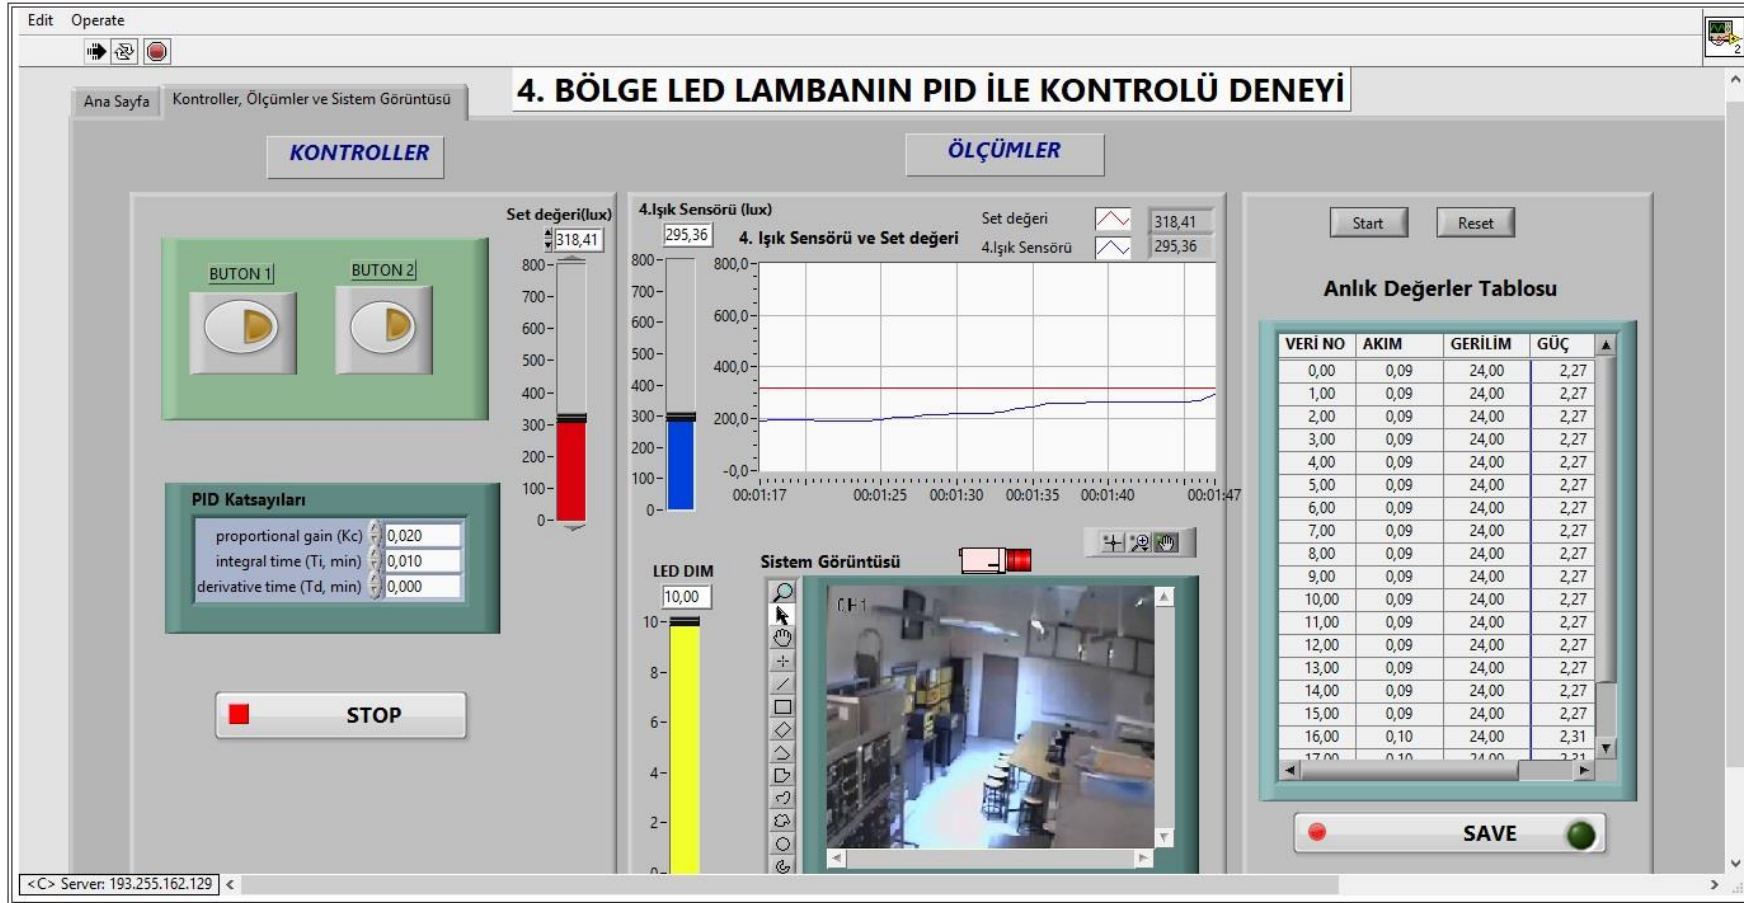 Edit Operate
2
4. BÖLGE LED LAMBANIN PID İLE KONTROLÜ DENEYİ
Ana Sayfa Kontroller, Ölçümler ve Sistem Görüntüsü
KONTROLLER
ÖLÇÜMLER
BUTON 1 BUTON 2
Set değeri(lux)
318,41
800
700
600
500
400
300
200
100
0
PID Katsayıları
proportional gain (Kc) 0,020
integral time (Ti, min) 0,010
derivative time (Td, min) 0,000
STOP
4.Işık Sensörü (lux)
295,36
800
700
600
500
400
300
200
100
0
4. Işık Sensörü ve Set değeri
Set değeri 318,41
4.Işık Sensörü 295,36
800,0
600,0
400,0
200,0
-0,0
00:01:17 00:01:25 00:01:30 00:01:35 00:01:40 00:01:47
LED DIM
10,00
10
8
6
4
2
0
Sistem Görüntüsü
CH1
Start Reset
Anlık Değerler Tablosu
VERİ NO AKIM GERİLİM GÜÇ
0,00 0,09 24,00 2,27
1,00 0,09 24,00 2,27
2,00 0,09 24,00 2,27
3,00 0,09 24,00 2,27
4,00 0,09 24,00 2,27
5,00 0,09 24,00 2,27
6,00 0,09 24,00 2,27
7,00 0,09 24,00 2,27
8,00 0,09 24,00 2,27
9,00 0,09 24,00 2,27
10,00 0,09 24,00 2,27
11,00 0,09 24,00 2,27
12,00 0,09 24,00 2,27
13,00 0,09 24,00 2,27
14,00 0,09 24,00 2,27
15,00 0,09 24,00 2,27
16,00 0,10 24,00 2,31
17,00 0,10 24,00 2,31
SAVE
<C> Server: 193.255.162.129